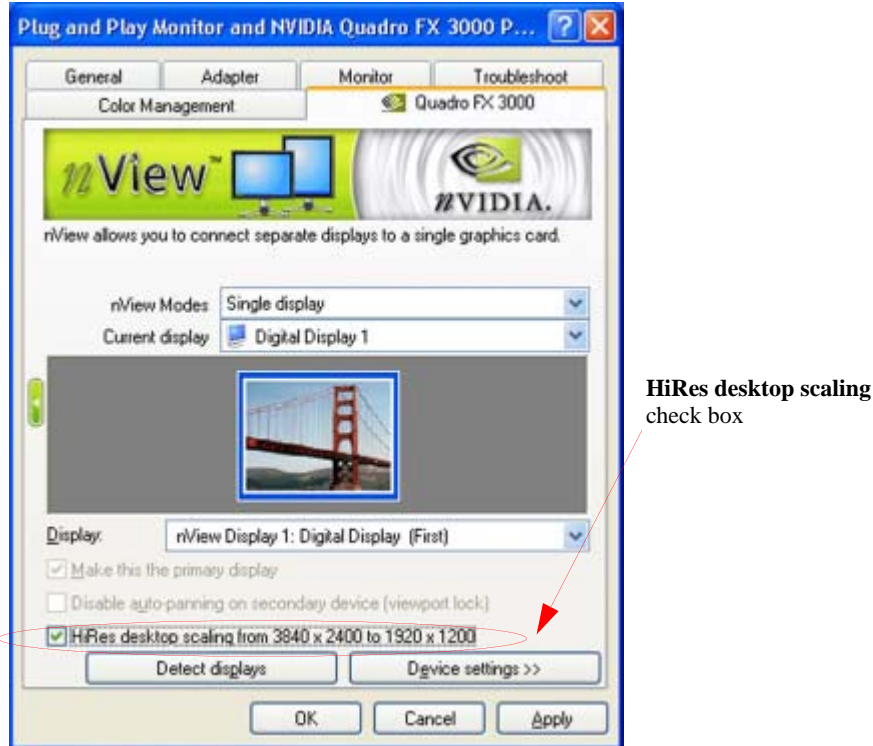 Plug and Play Monitor and NVIDIA Quadro FX 3000 P...
General Adapter Monitor Troubleshoot
Color Management Quadro FX 3000
nView™
nVIDIA.
nView allows you to connect separate displays to a single graphics card.
nView Modes Single display
Current display Digital Display 1
HiRes desktop scaling
check box
Display: nView Display 1: Digital Display (First)
Make this the primary display
Disable auto-panning on secondary device (viewport lock)
HiRes desktop scaling from 3840 x 2400 to 1920 x 1200
Detect displays Device settings >>
OK Cancel Apply